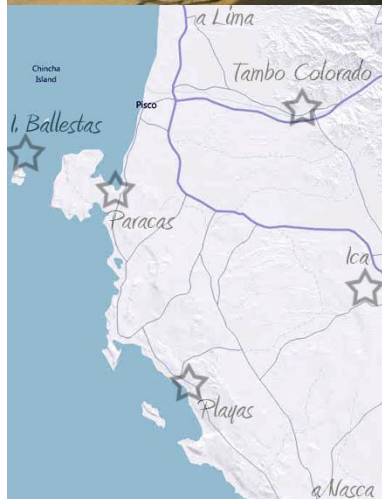 a Lima
Chincha
Island
Tambo Colorado
Pisco
I. Ballestas
Paracas
Ica
Playas
a Nasca